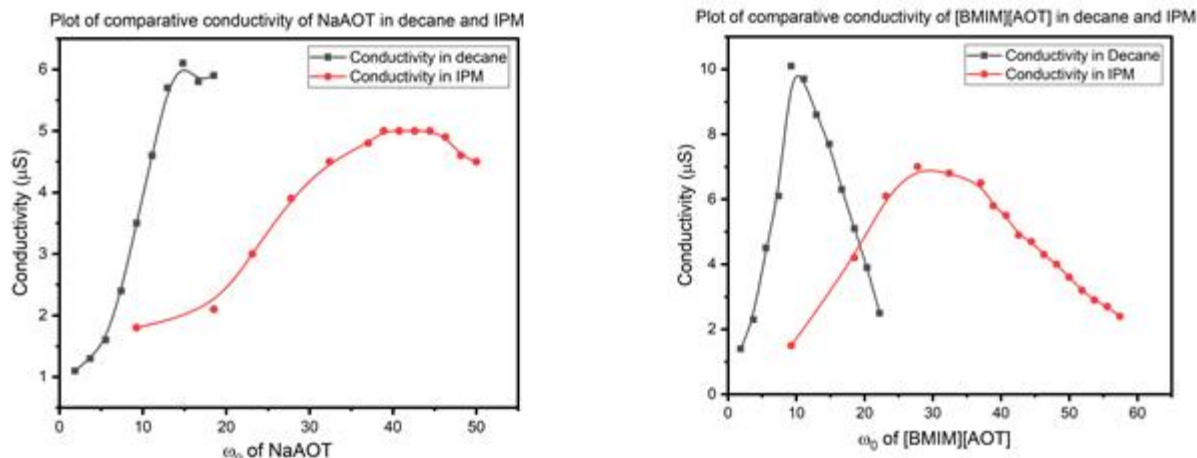 Plot of comparative conductivity of NaAOT in decane and IPM
Conductivity in decane
Conductivity in IPM
6
5
4
3
2
1
Conductivity (μS)
0 10 20 30 40 50
ω₀ of NaAOT
Plot of comparative conductivity of [BMIM][AOT] in decane and IPM
Conductivity in Decane
Conductivity in IPM
10
8
6
4
2
0
Conductivity (μS)
0 10 20 30 40 50 60
ω₀ of [BMIM][AOT]